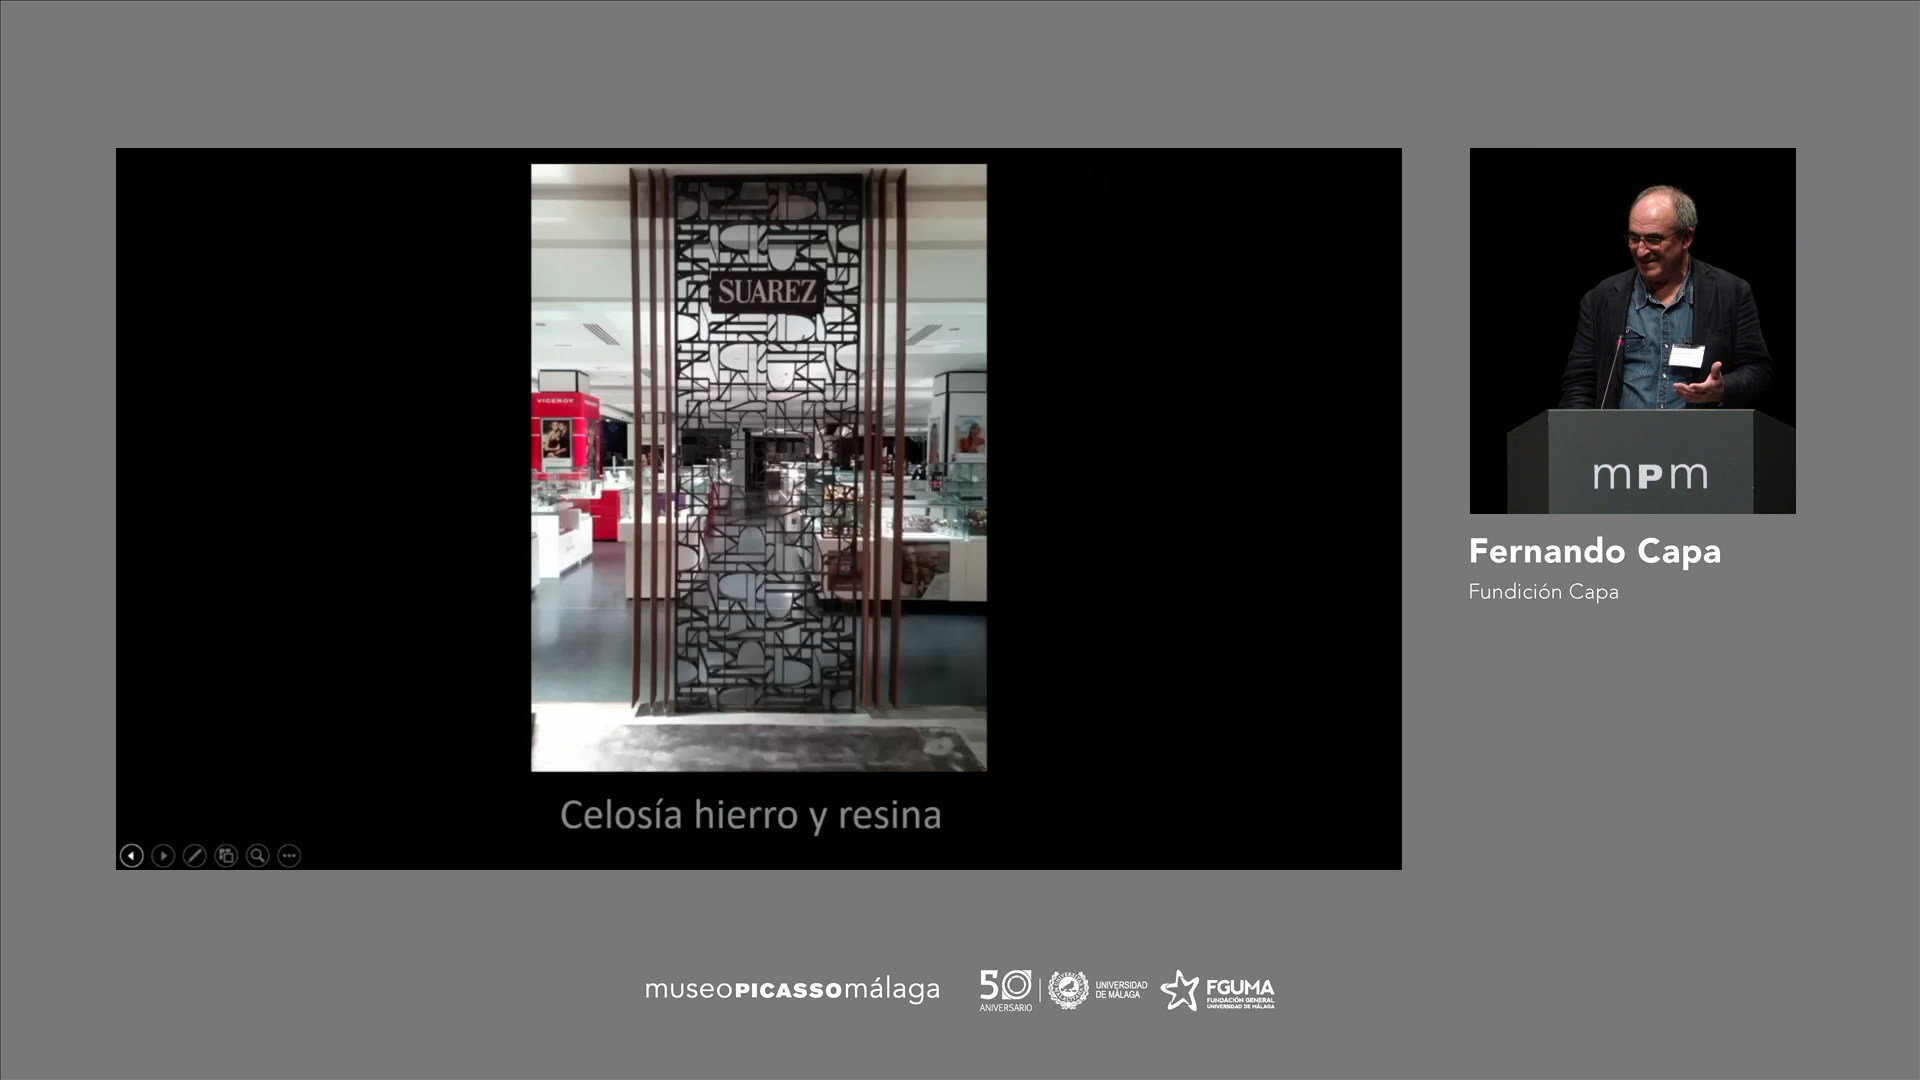 SUAREZ
VICEROY
Celosía hierro y resina
mPm
Fernando Capa
Fundición Capa
museoPICASSOmálaga
50
ANIVERSARIO
UNIVERSIDAD
DE MÁLAGA
FGUMA
FUNDACIÓN GENERAL
UNIVERSIDAD DE MÁLAGA